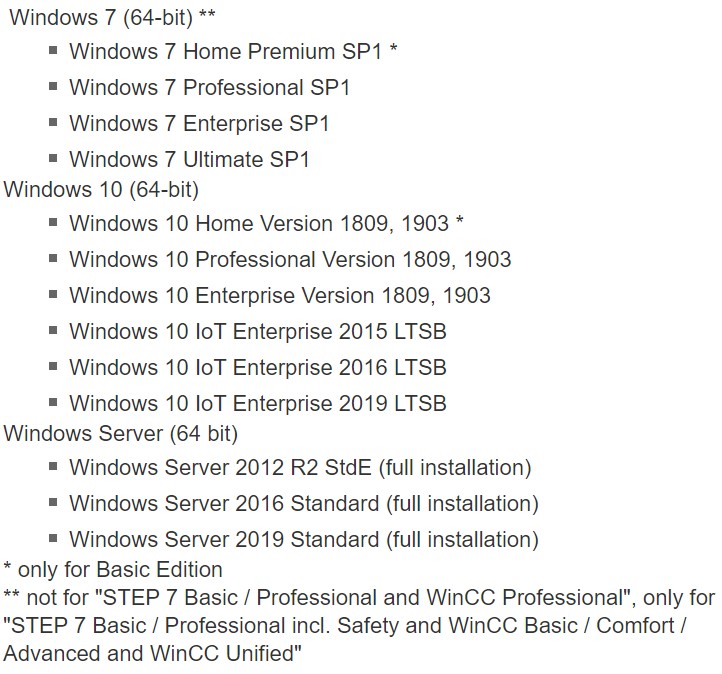 Windows 7 (64-bit) **
Windows 7 Home Premium SP1 *
Windows 7 Professional SP1
Windows 7 Enterprise SP1
Windows 7 Ultimate SP1
Windows 10 (64-bit)
Windows 10 Home Version 1809, 1903 *
Windows 10 Professional Version 1809, 1903
Windows 10 Enterprise Version 1809, 1903
Windows 10 IoT Enterprise 2015 LTSB
Windows 10 IoT Enterprise 2016 LTSB
Windows 10 IoT Enterprise 2019 LTSB
Windows Server (64 bit)
Windows Server 2012 R2 StdE (full installation)
Windows Server 2016 Standard (full installation)
Windows Server 2019 Standard (full installation)
* only for Basic Edition
** not for "STEP 7 Basic / Professional and WinCC Professional", only for
"STEP 7 Basic / Professional incl. Safety and WinCC Basic / Comfort /
Advanced and WinCC Unified"